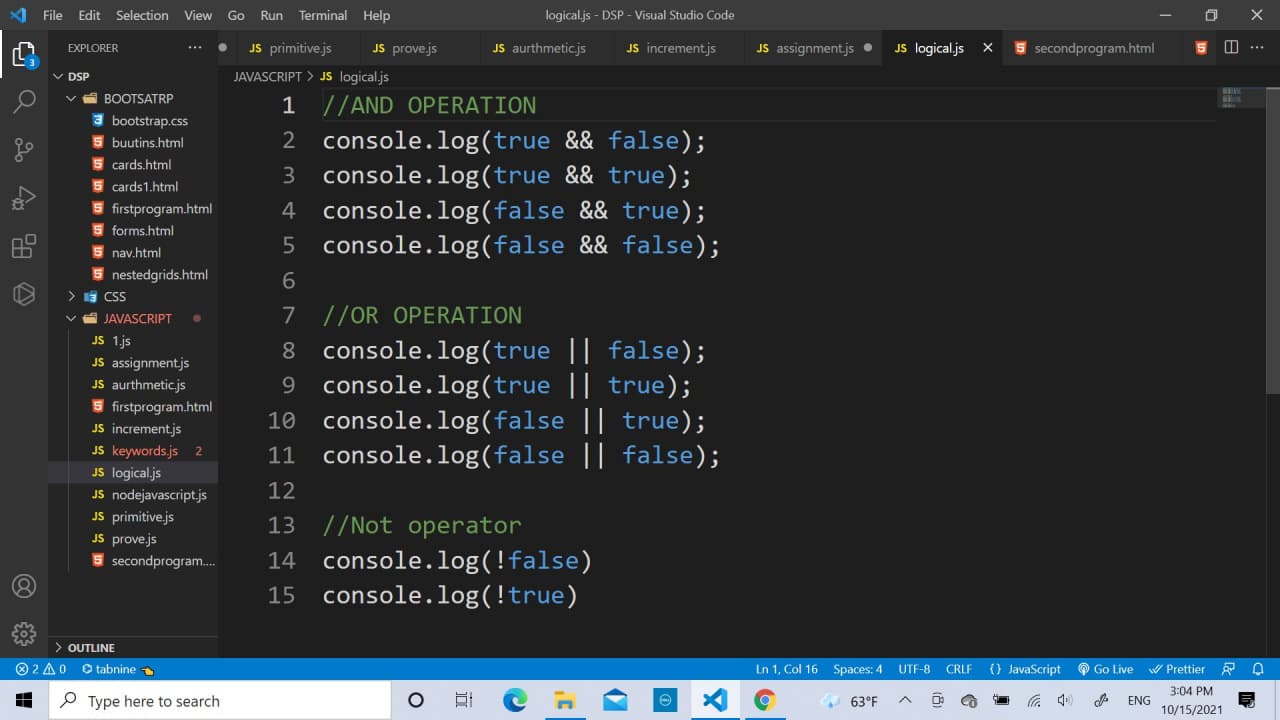 File Edit Selection View Go Run Terminal Help logical.js - DSP - Visual Studio Code
EXPLORER ···
JS primitive.js JS prove.js JS aurthmetic.js JS increment.js JS assignment.js JS logical.js secondprogram.html
JAVASCRIPT > JS logical.js
3
DSP
BOOTSATRP
bootstrap.css
buutins.html
cards.html
cards1.html
firstprogram.html
forms.html
nav.html
nestedgrids.html
CSS
JAVASCRIPT
JS 1.js
JS assignment.js
JS aurthmetic.js
firstprogram.html
JS increment.js
JS keywords.js 2
JS logical.js
JS nodejavascript.js
JS primitive.js
JS prove.js
secondprogram....
OUTLINE
1 //AND OPERATION
2 console.log(true && false);
3 console.log(true && true);
4 console.log(false && true);
5 console.log(false && false);
6
7 //OR OPERATION
8 console.log(true || false);
9 console.log(true || true);
10 console.log(false || true);
11 console.log(false || false);
12
13 //Not operator
14 console.log(!false)
15 console.log(!true)
2 0 tabnine Ln 1, Col 16 Spaces: 4 UTF-8 CRLF {} JavaScript Go Live Prettier
Type here to search 63°F ENG 3:04 PM
10/15/2021